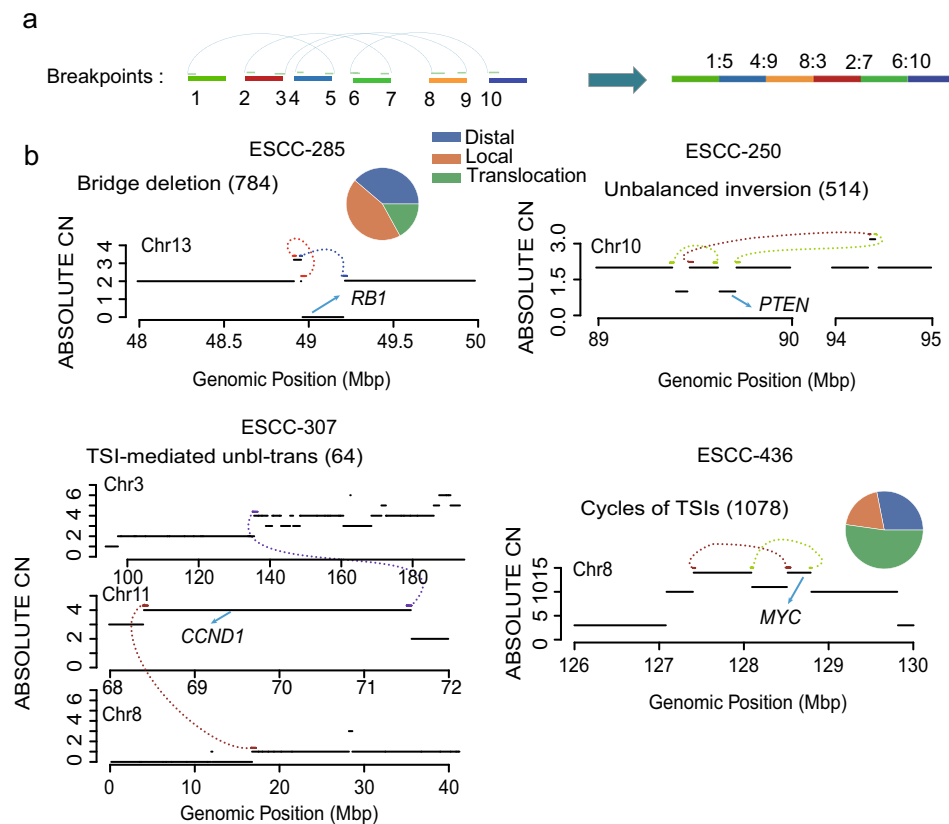 a
Breakpoints :
1 2 3 4 5 6 7 8 9 10
1:5 4:9 8:3 2:7 6:10
b
Distal
Local
Translocation
ESCC-285
Bridge deletion (784)
ABSOLUTE CN
0 1 2 3 4
Chr13
RB1
48 48.5 49 49.5 50
Genomic Position (Mbp)
ESCC-250
Unbalanced inversion (514)
ABSOLUTE CN
0.0 1.5 3.0
Chr10
PTEN
89 90 94 95
Genomic Position (Mbp)
ESCC-307
TSI-mediated unbl-trans (64)
ABSOLUTE CN
Chr3
0 2 4 6
100 120 140 160 180
Chr11
0 2 4
CCND1
68 69 70 71 72
Chr8
0 2 4 6
0 10 20 30 40
Genomic Position (Mbp)
ESCC-436
Cycles of TSIs (1078)
ABSOLUTE CN
0 5 10 15
Chr8
MYC
126 127 128 129 130
Genomic Position (Mbp)